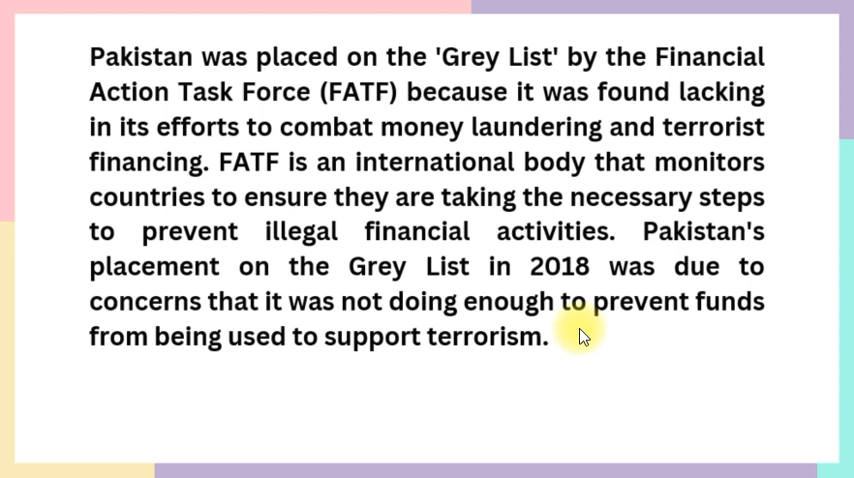 Pakistan was placed on the 'Grey List' by the Financial
Action Task Force (FATF) because it was found lacking
in its efforts to combat money laundering and terrorist
financing. FATF is an international body that monitors
countries to ensure they are taking the necessary steps
to prevent illegal financial activities. Pakistan's
placement on the Grey List in 2018 was due to
concerns that it was not doing enough to prevent funds
from being used to support terrorism.